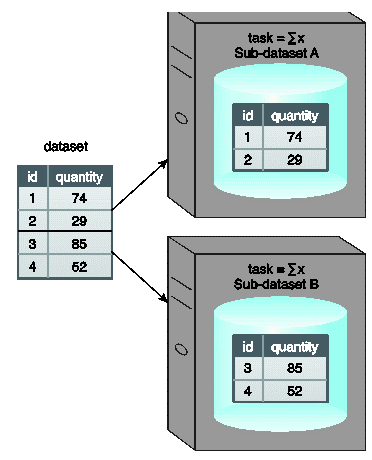 dataset
id quantity
1 74
2 29
3 85
4 52
task = ∑x
Sub-dataset A
id quantity
1 74
2 29
task = ∑x
Sub-dataset B
id quantity
3 85
4 52